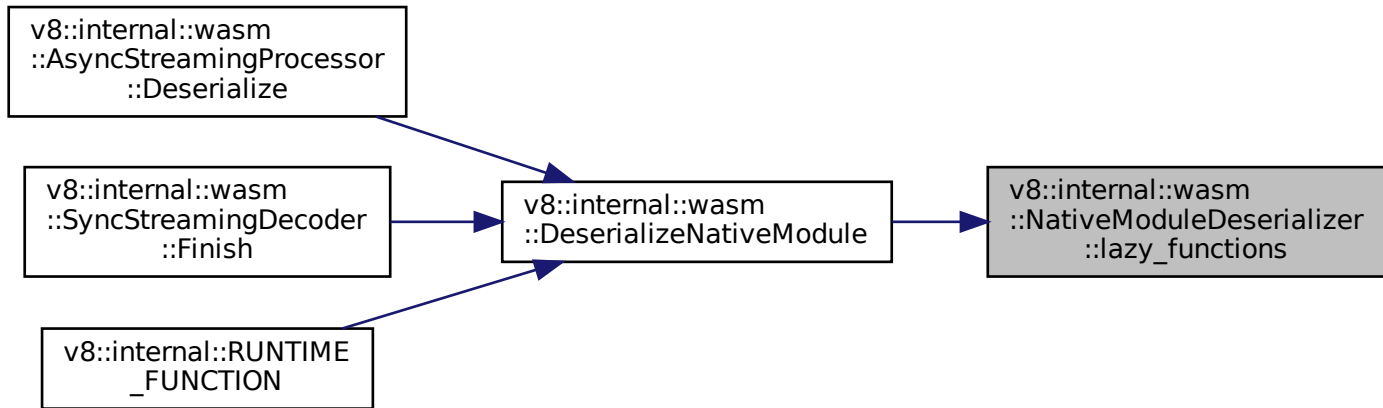 v8::internal::wasm
::AsyncStreamingProcessor
::Deserialize
v8::internal::wasm
::SyncStreamingDecoder
::Finish
v8::internal::RUNTIME
_FUNCTION
v8::internal::wasm
::DeserializeNativeModule
v8::internal::wasm
::NativeModuleDeserializer
::lazy_functions